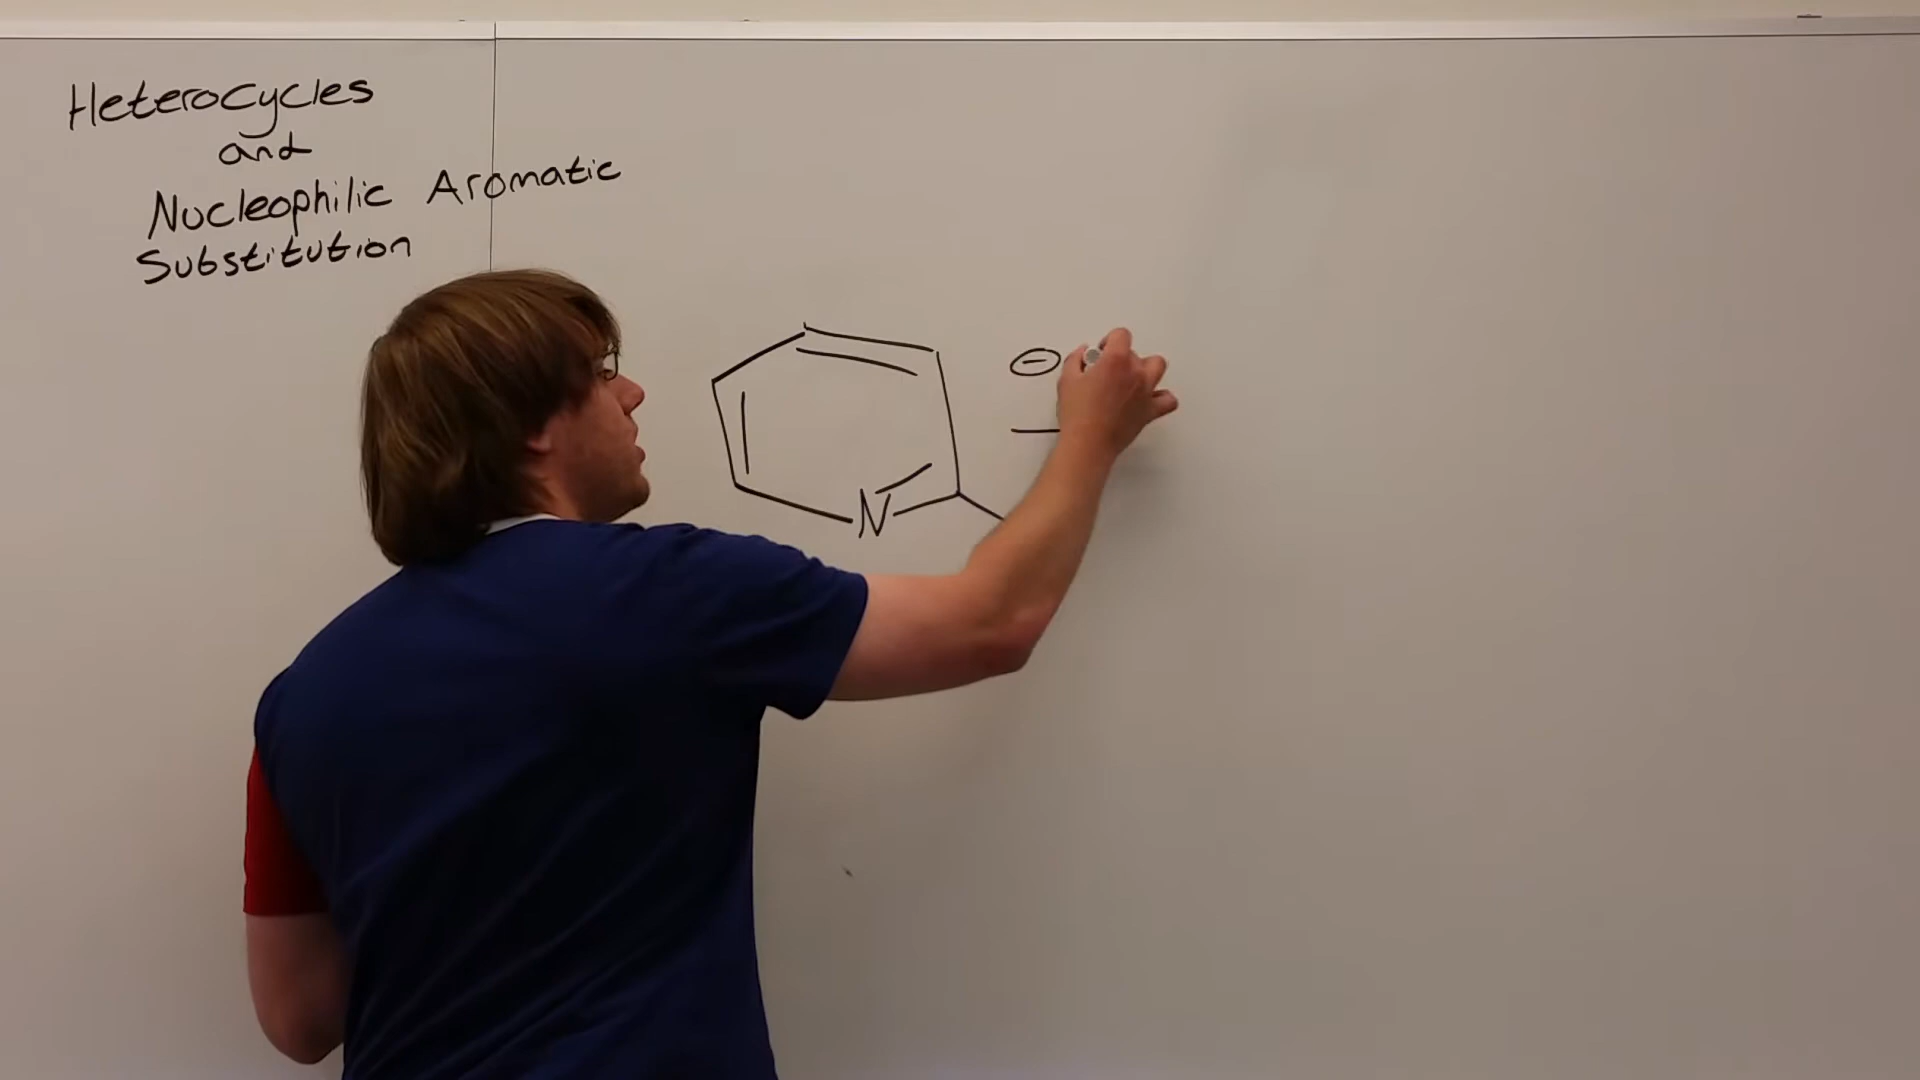 Heterocycles
and
Nucleophilic Aromatic
Substitution
⊖
N